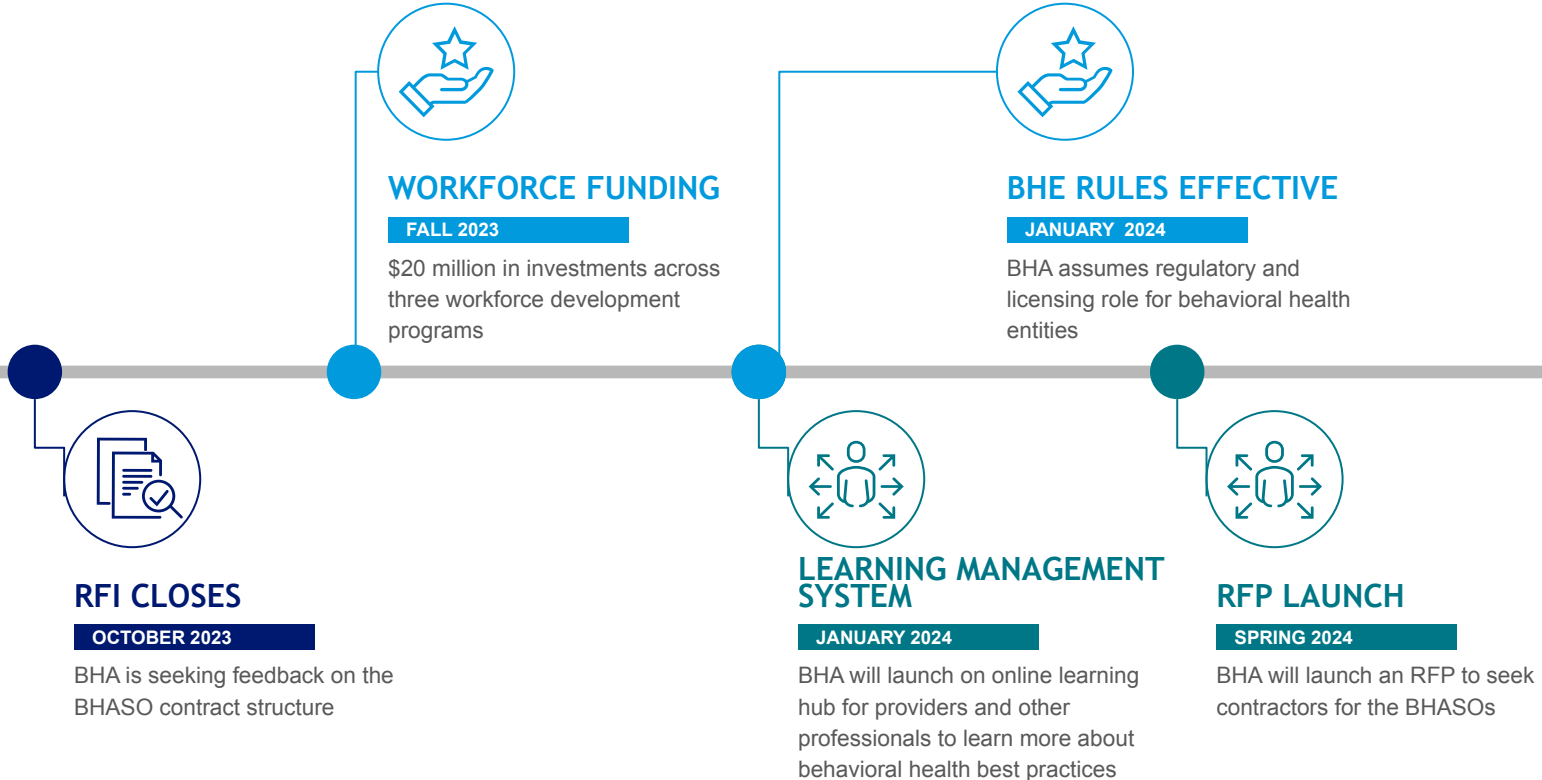 WORKFORCE FUNDING
FALL 2023
$20 million in investments across
three workforce development
programs
BHE RULES EFFECTIVE
JANUARY 2024
BHA assumes regulatory and
licensing role for behavioral health
entities
RFI CLOSES
OCTOBER 2023
BHA is seeking feedback on the
BHASO contract structure
LEARNING MANAGEMENT
SYSTEM
JANUARY 2024
BHA will launch on online learning
hub for providers and other
professionals to learn more about
behavioral health best practices
RFP LAUNCH
SPRING 2024
BHA will launch an RFP to seek
contractors for the BHASOs